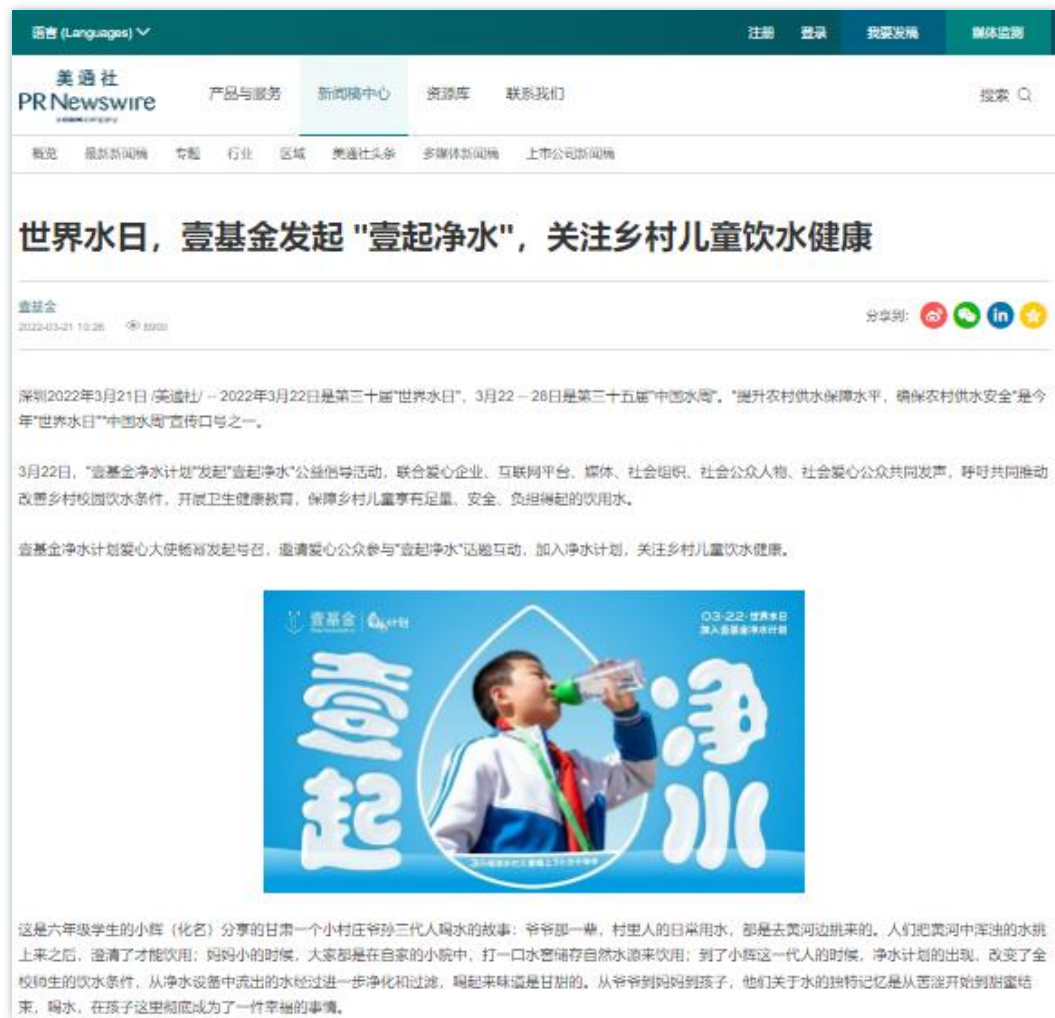 语言 (Languages)
注册 登录 我要发稿 媒体监测
美通社
PR Newswire
产品与服务 新闻稿中心 资源库 联系我们 搜索
概览 最新新闻稿 专题 行业 区域 美通社头条 多媒体新闻稿 上市公司新闻稿
世界水日，壹基金发起 "壹起净水"，关注乡村儿童饮水健康
壹基金
2022-03-21 10:26
分享到:
深圳2022年3月21日 /美通社/ -- 2022年3月22日是第三十届"世界水日"，3月22 – 28日是第三十五届"中国水周"。"提升农村供水保障水平，确保农村供水安全"是今
年"世界水日""中国水周"宣传口号之一。
3月22日，"壹基金净水计划"发起"壹起净水"公益倡导活动，联合爱心企业、互联网平台、媒体、社会组织、社会公众人物、社会爱心公众共同发声，呼吁共同推动
改善乡村校园饮水条件，开展卫生健康教育，保障乡村儿童享有足量、安全、负担得起的饮用水。
壹基金净水计划爱心大使杨幂发起号召，邀请爱心公众参与"壹起净水"话题互动，加入净水计划，关注乡村儿童饮水健康。
壹基金
计划
03-22·世界水日
加入壹基金净水计划
壹起
净水
这是六年级学生的小辉（化名）分享的甘肃一个小村庄爷孙三代人喝水的故事：爷爷那一辈，村里人的日常用水，都是去黄河边挑来的。人们把黄河中浑浊的水挑
上来之后，澄清了才能饮用；妈妈小的时候，大家都是在自家的小院中，打一口水窖储存自然水源来饮用；到了小辉这一代人的时候，净水计划的出现，改变了全
校师生的饮水条件，从净水设备中流出的水经过进一步净化和过滤，喝起来味道是甘甜的。从爷爷到妈妈到孩子，他们关于水的独特记忆是从苦涩开始到甜蜜结
束，喝水，在孩子这里彻底成为了一件幸福的事情。